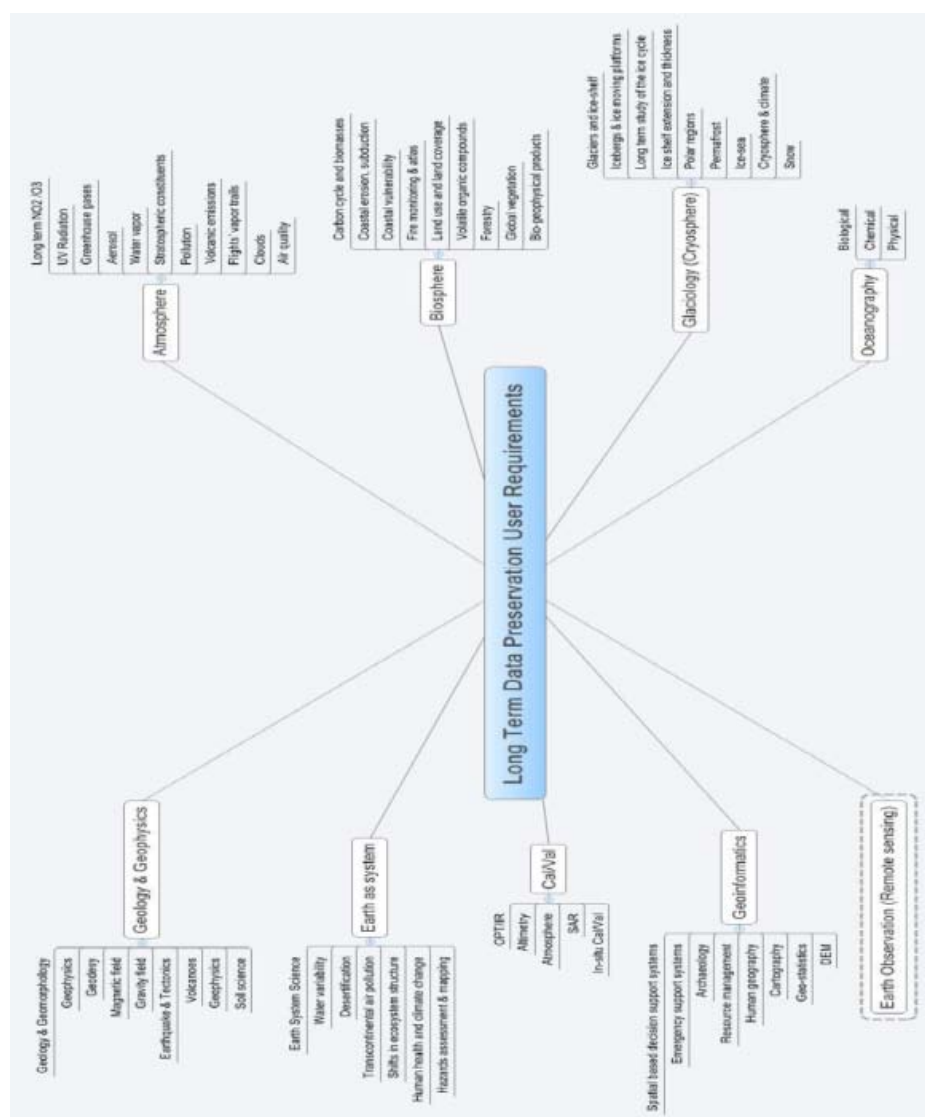 Long Term Data Preservation User Requirements
Geology & Geophysics
Geology & Geomorphology
Geophysics
Geodesy
Magnetic field
Gravity field
Earthquake & Tectonics
Volcanoes
Geophysics
Soil science
Earth as system
Earth System Science
Water variability
Desertification
Transcontinental air pollution
Shifts in ecosystem structure
Human health and climate change
Hazards assessment & mapping
Cal/Val
OPT/IR
Altimetry
Atmosphere
SAR
In-situ Cal/Val
Geoinformatics
Spatial based decision support systems
Emergency support systems
Archaeology
Resource management
Human geography
Cartography
Geo-statistics
DEM
Earth Observation (Remote sensing)
Atmosphere
Long term NO2 /O3
UV Radiation
Greenhouse gases
Aerosol
Water vapor
Stratospheric constituents
Pollution
Volcanic emissions
Flights' vapor trails
Clouds
Air quality
Biosphere
Carbon cycle and biomasses
Coastal erosion, subduction
Coastal vulnerability
Fire monitoring & atlas
Land use and land coverage
Volatile organic compounds
Forestry
Global vegetation
Bio-geophysical products
Glaciology (Cryosphere)
Glaciers and ice-shelf
Icebergs & ice moving platforms
Long term study of the ice cycle
Ice shelf extension and thickness
Polar regions
Permafrost
Ice-sea
Cryosphere & climate
Snow
Oceanography
Biological
Chemical
Physical